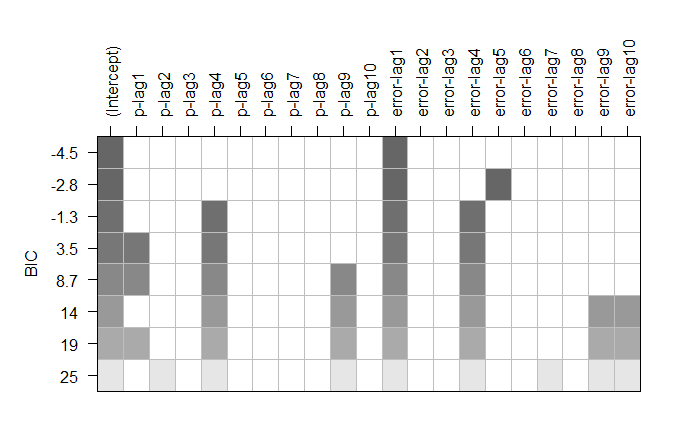 (Intercept)
p-lag1
p-lag2
p-lag3
p-lag4
p-lag5
p-lag6
p-lag7
p-lag8
p-lag9
p-lag10
error-lag1
error-lag2
error-lag3
error-lag4
error-lag5
error-lag6
error-lag7
error-lag8
error-lag9
error-lag10
BIC
-4.5
-2.8
-1.3
3.5
8.7
14
19
25